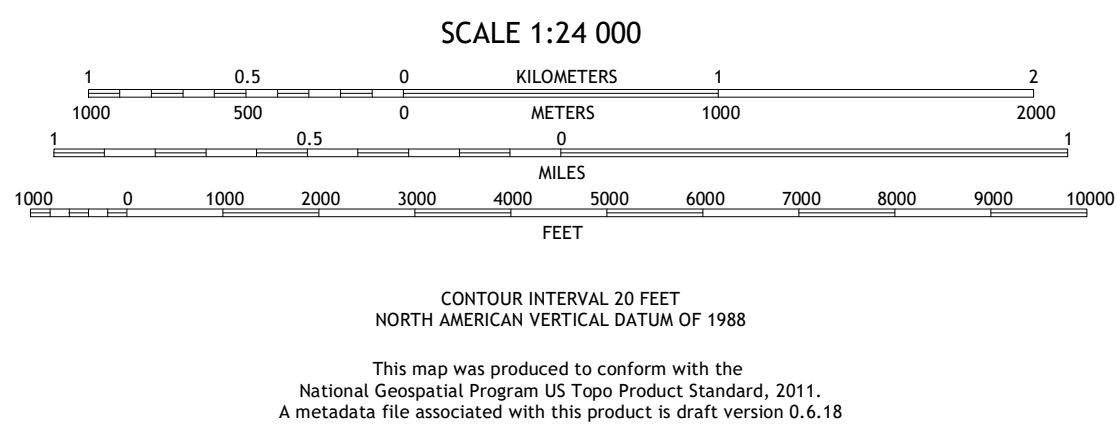 SCALE 1:24 000
1 0.5 0 KILOMETERS 1 2
1000 500 0 METERS 1000 2000
1 0.5 0 1
MILES
1000 0 1000 2000 3000 4000 5000 6000 7000 8000 9000 10000
FEET
CONTOUR INTERVAL 20 FEET
NORTH AMERICAN VERTICAL DATUM OF 1988
This map was produced to conform with the
National Geospatial Program US Topo Product Standard, 2011.
A metadata file associated with this product is draft version 0.6.18